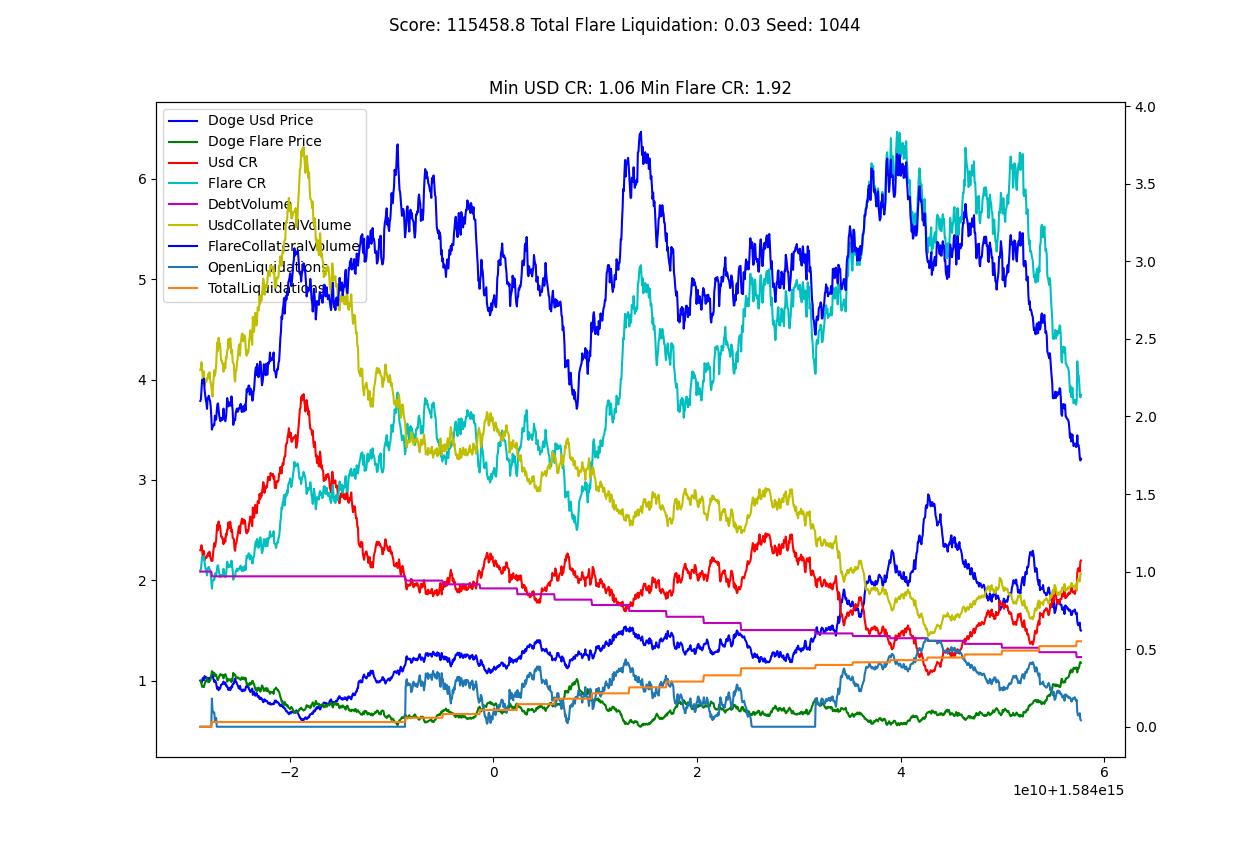 Score: 115458.8 Total Flare Liquidation: 0.03 Seed: 1044
Min USD CR: 1.06 Min Flare CR: 1.92
Doge Usd Price
Doge Flare Price
Usd CR
Flare CR
DebtVolume
UsdCollateralVolume
FlareCollateralVolume
OpenLiquidations
TotalLiquidations
6
5
4
3
2
1
4.0
3.5
3.0
2.5
2.0
1.5
1.0
0.5
0.0
−2
0
2
4
6
1e10+1.584e15